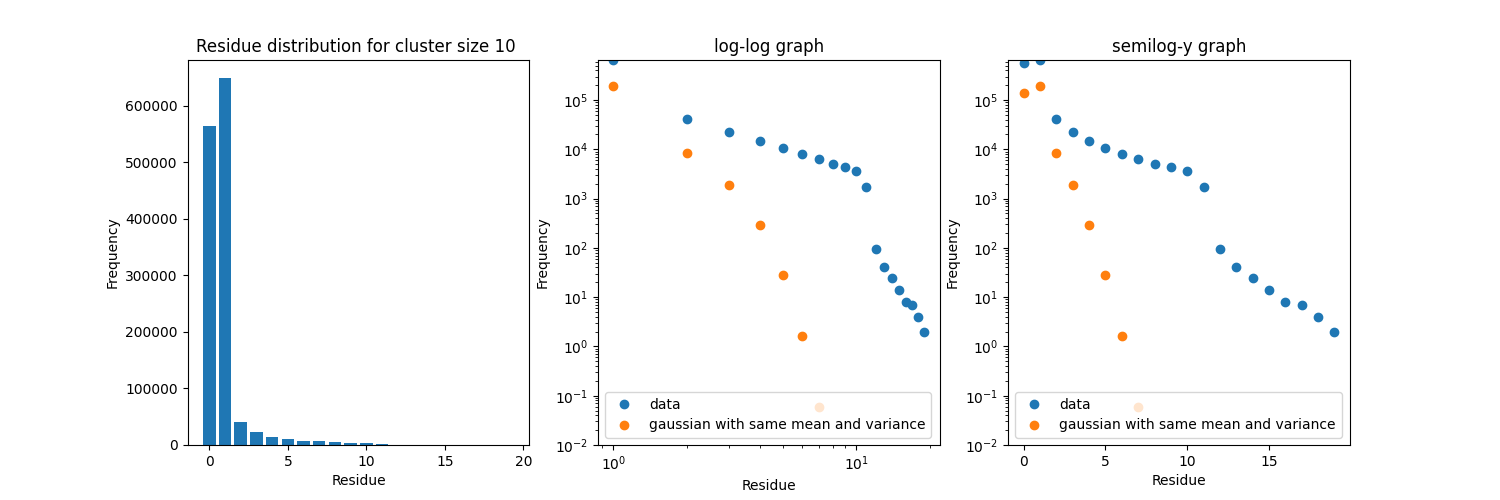 Residue distribution for cluster size 10
Frequency
600000
500000
400000
300000
200000
100000
0
0 5 10 15 20
Residue
log-log graph
Frequency
10^5
10^4
10^3
10^2
10^1
10^0
10^-1
10^-2
data
gaussian with same mean and variance
10^0 10^1
Residue
semilog-y graph
Frequency
10^5
10^4
10^3
10^2
10^1
10^0
10^-1
10^-2
data
gaussian with same mean and variance
0 5 10 15
Residue